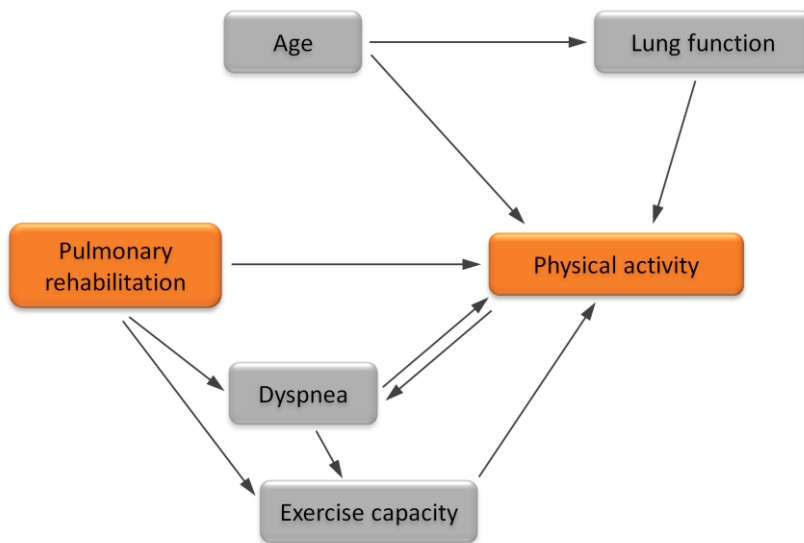 Age
Lung function
Pulmonary
rehabilitation
Physical activity
Dyspnea
Exercise capacity